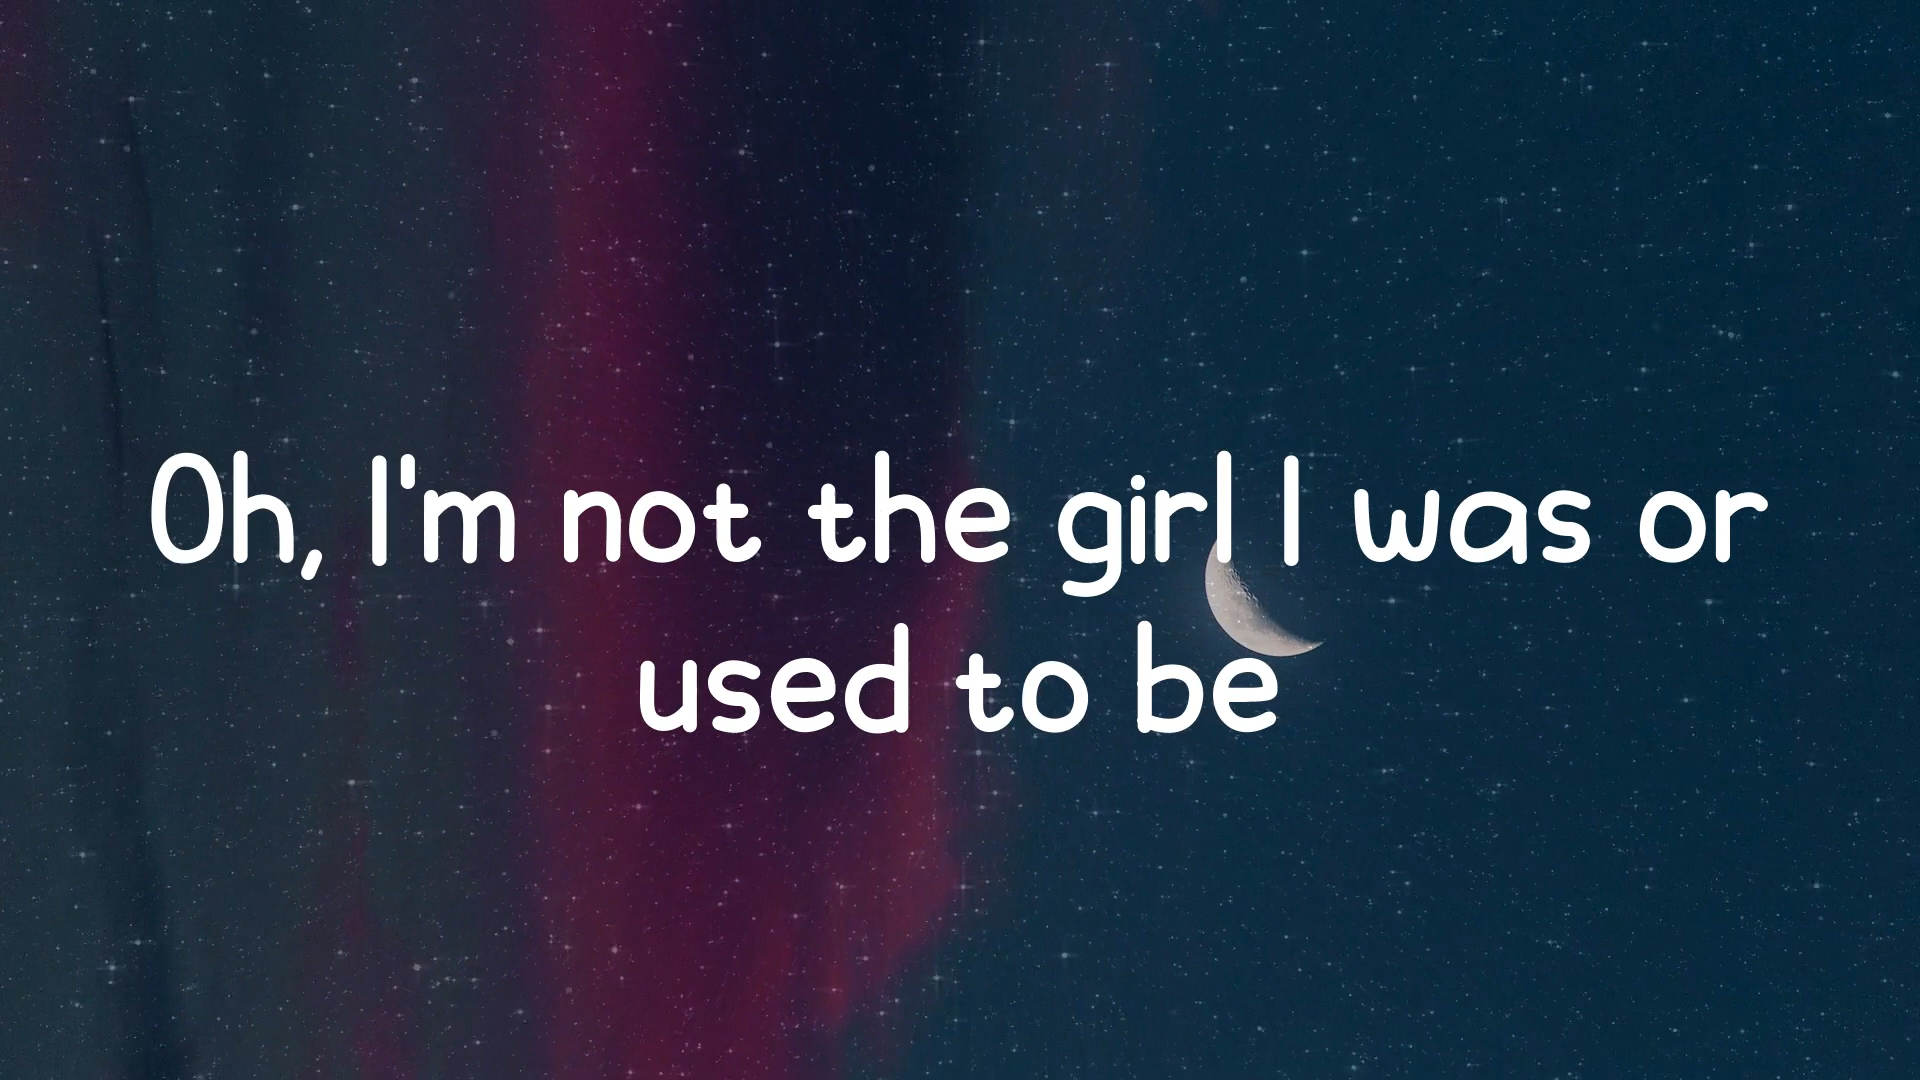 Oh, I'm not the girl I was or
used to be